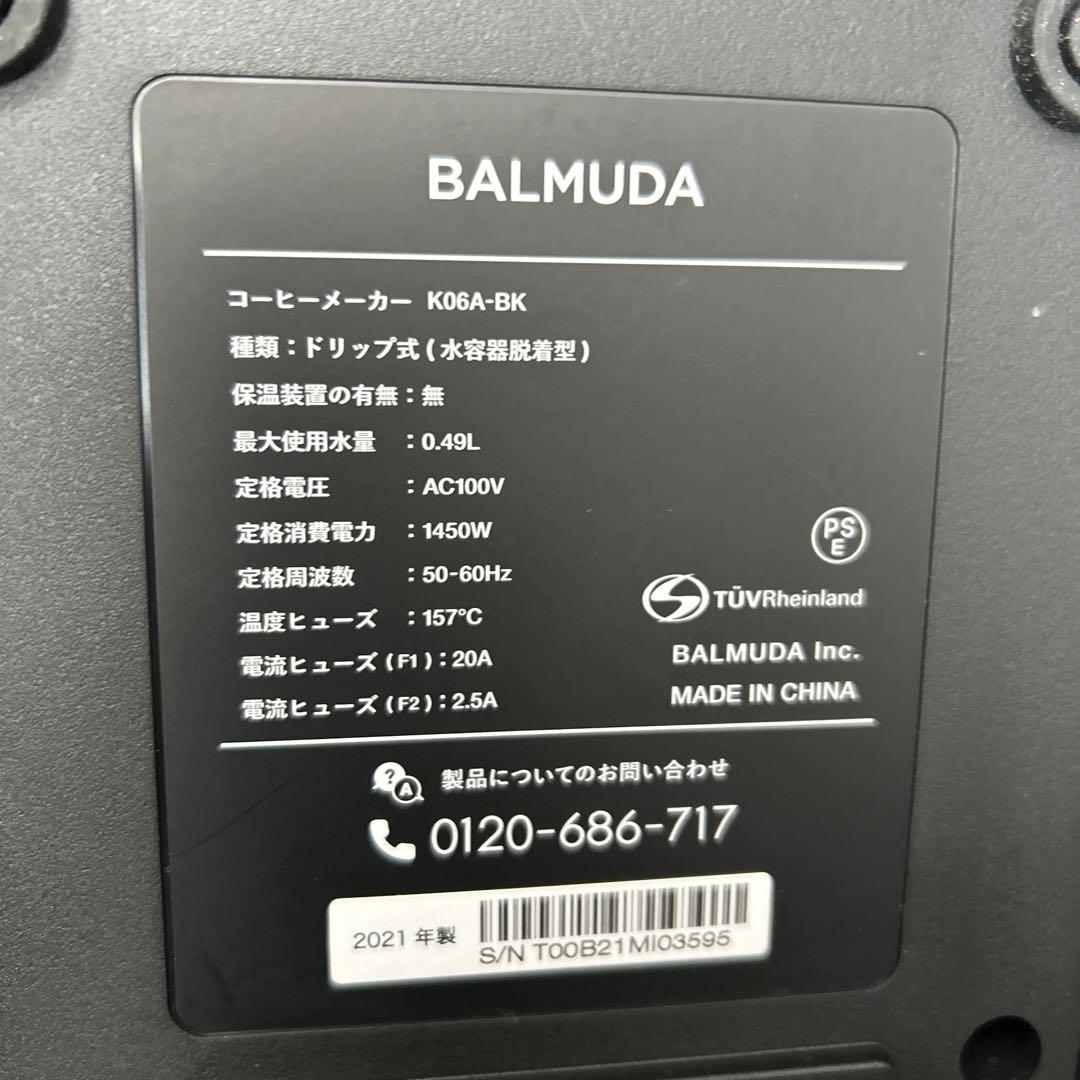 BALMUDA
コーヒーメーカー K06A-BK
種類：ドリップ式 ( 水容器脱着型 )
保温装置の有無：無
最大使用水量 ：0.49L
定格電圧 ：AC100V
定格消費電力 ：1450W
定格周波数 ：50-60Hz
温度ヒューズ ：157℃
電流ヒューズ ( F1 )：20A
電流ヒューズ ( F2 )：2.5A
PS
E
TÜVRheinland
BALMUDA Inc.
MADE IN CHINA
? A 製品についてのお問い合わせ
0120-686-717
2021 年製
S/N T00B21MI03595